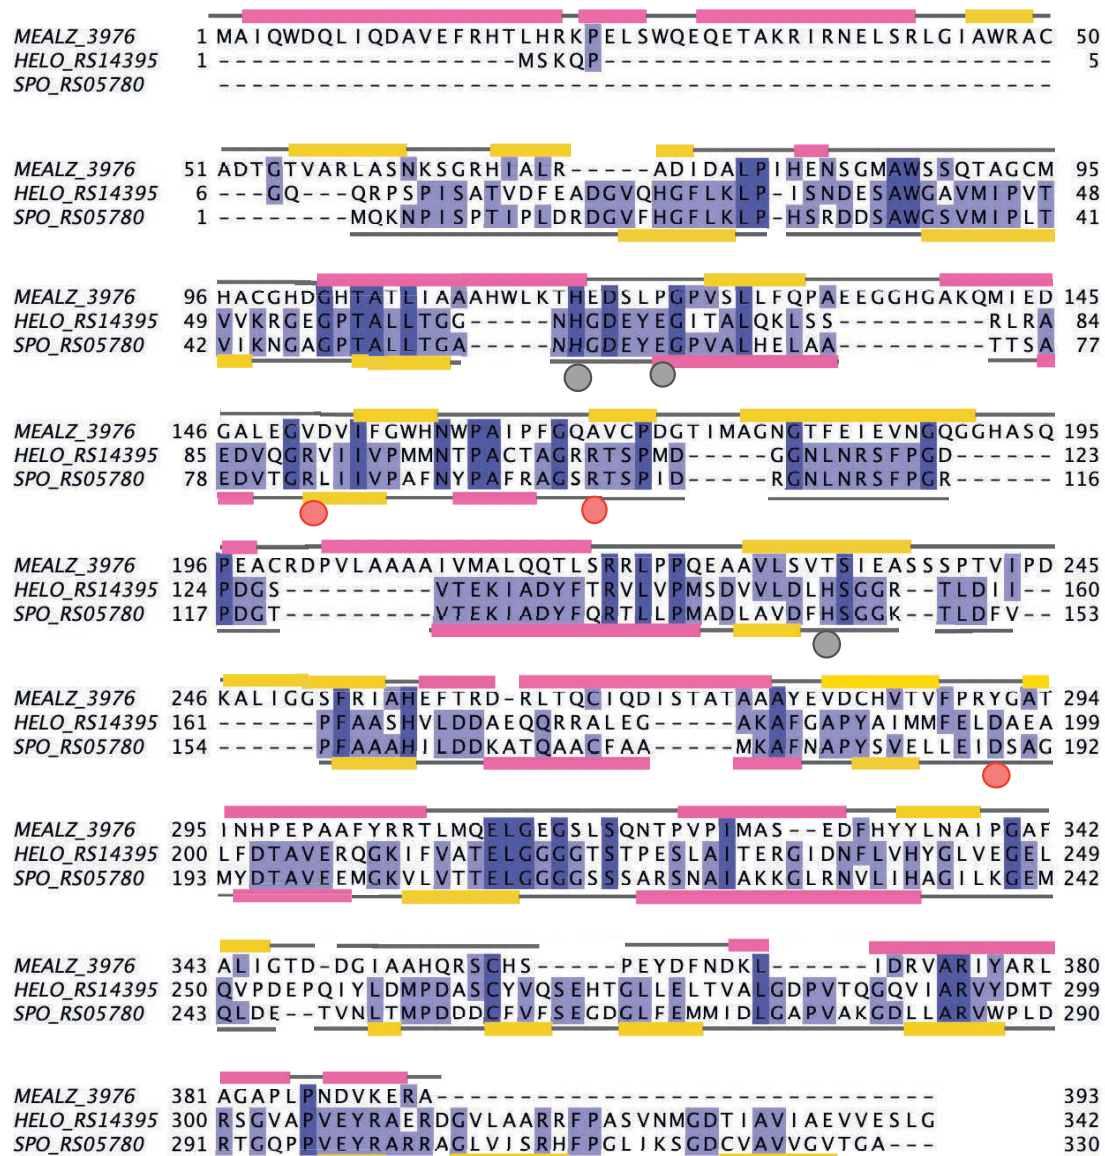 MEALZ_3976 1 MAIQWDQLIQDAVEFRHTLHRKPELSWQEQETAKRIRNELSRLGIAWRAC 50
HELO_RS14395 1 ------------------MSKQP--------------------------- 5
SPO_RS05780 --------------------------------------------------
MEALZ_3976 51 ADTGTVARLASNKSGRHIALR-----ADIDALPIHENSGMAWSSQTAGCM 95
HELO_RS14395 6 ---GQ---QRPSPISATVDFEADGVQHGFLKLP-ISNDESAWGAVMIPVT 48
SPO_RS05780 1 --------MQKNPISPTIPLDRDGVFHGFLKLP-HSRDDSAWGSVMIPLT 41
MEALZ_3976 96 HACGHDGHTATLIAAAHWLKTHEDSLPGPVSLLFQPAEEGGHGAKQMIED 145
HELO_RS14395 49 VVKRGEGPTALLTGG-----NHGDEYEGITALQKLSS---------RLRA 84
SPO_RS05780 42 VIKNGAGPTALLTGA-----NHGDEYEGPVALHELAA---------TTSA 77
MEALZ_3976 146 GALEGVDVIFGWHNWPAIPFGQAVCPDGTIMAGNGTFEIEVNGQGGHASQ 195
HELO_RS14395 85 EDVQGRVIIVPMMNTPACTAGRRTSPMD-----GGNLNRSFPGD------ 123
SPO_RS05780 78 EDVTGRLIIVPAFNYPAFRAGSRTSPID-----RGNLNRSFPGR------ 116
MEALZ_3976 196 PEACRDPVLAAAAIVMALQQTLSRRLPPQEAAVLSVTSIEASSSPTVIPD 245
HELO_RS14395 124 PDGS---------VTEKIADYFTRVLVPMSDVVLDLHSGGR--TLDII-- 160
SPO_RS05780 117 PDGT---------VTEKIADYFQRTLLPMADLAVDFHSGGK--TLDFV-- 153
MEALZ_3976 246 KALIGGSFRIAHEFTRD-RLTQCIQDISTATAAAYEVDCHVTVFPRYGAT 294
HELO_RS14395 161 ------PFAASHVLDDAEQQRRALEG-----AKAFGAPYAIMMFELDAEA 199
SPO_RS05780 154 ------PFAAAHILDDKATQAACFAA-----MKAFNAPYSVELLEIDSAG 192
MEALZ_3976 295 INHPEPAAFYRRTLMQELGEGSLSQNTPVPIMAS--EDFHYYLNAIPGAF 342
HELO_RS14395 200 LFDTAVERQGKIFVATELGGGGTSTPESLAITERGIDNFLVHYGLVEGEL 249
SPO_RS05780 193 MYDTAVEEMGKVLVTTELGGGGSSSARSNAIAKKGLRNVLIHAGILKGEM 242
MEALZ_3976 343 ALIGTD-DGIAAHQRSCHS-----PEYDFNDKL------IDRVARIYARL 380
HELO_RS14395 250 QVPDEPQIYLDMPDASCYVQSEHTGLLELTVALGDPVTQGQVIARVYDMT 299
SPO_RS05780 243 QLDE--TVNLTMPDDDCFVFSEGDGLFEMMIDLGAPVAKGDLLARVWPLD 290
MEALZ_3976 381 AGAPLPNDVKERA------------------------------ 393
HELO_RS14395 300 RSGVAPVEYRAERDGVLAARRFPASVNMGDTIAVIAEVVESLG 342
SPO_RS05780 291 RTGQPPVEYRARRAGLVISRHFPGLIKSGDCVAVVGVTGA--- 330